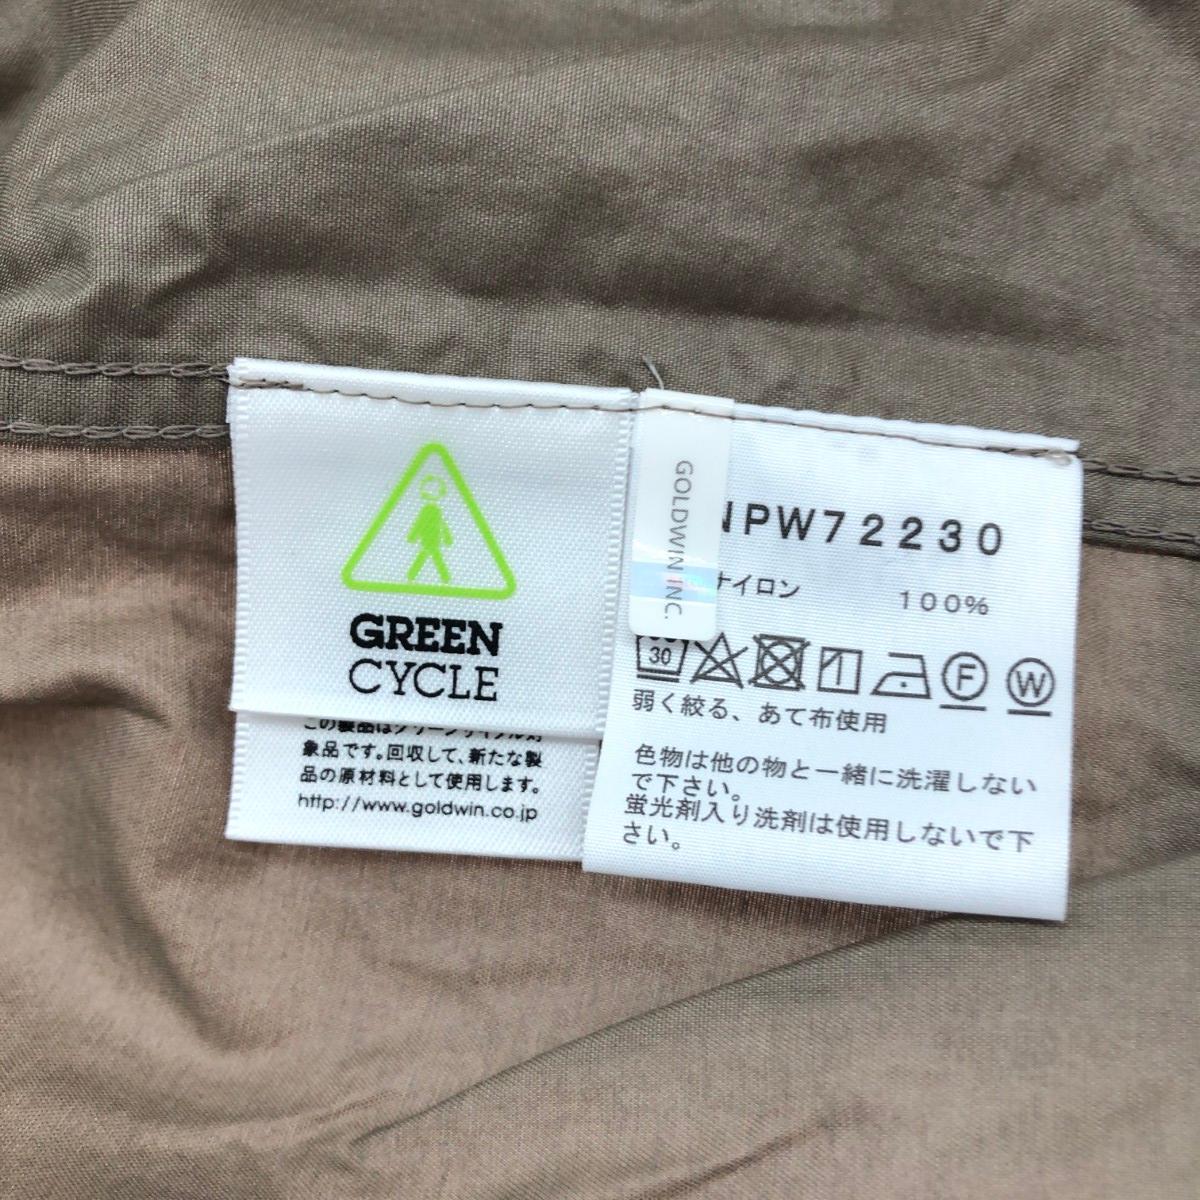 GREEN
CYCLE
この製品はグリーンサイクル対
象品です。回収して、新たな製
品の原材料として使用します。
http://www.goldwin.co.jp
GOLDWIN INC.
NPW72230
ナイロン 100%
30
F
W
弱く絞る、あて布使用
色物は他の物と一緒に洗濯しない
で下さい。
蛍光剤入り洗剤は使用しないで下
さい。